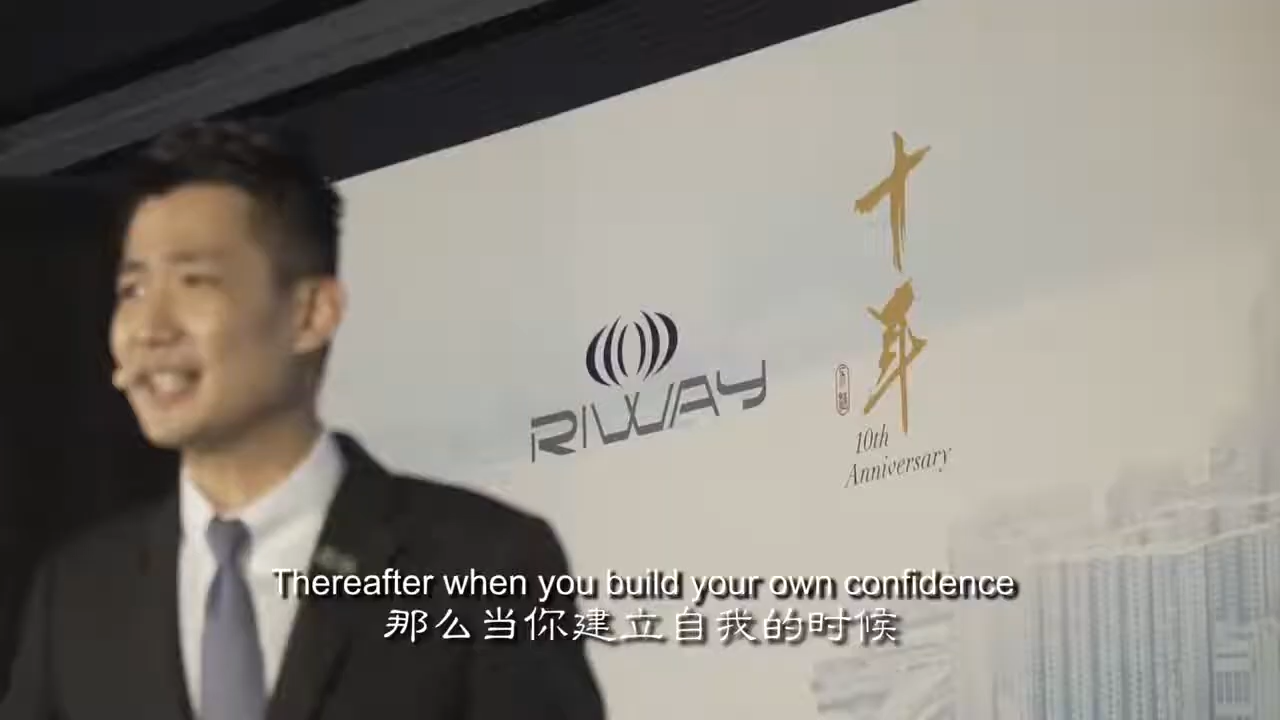 十年
RIWAY
10th
Anniversary
Thereafter when you build your own confidence
那么当你建立自我的时候